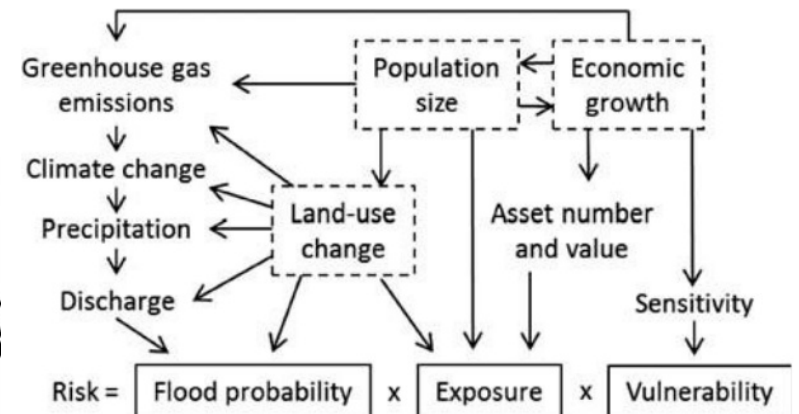 Greenhouse gas
emissions
Population
size
Economic
growth
Climate change
Precipitation
Land-use
change
Asset number
and value
Discharge
Sensitivity
Risk = Flood probability x Exposure x Vulnerability